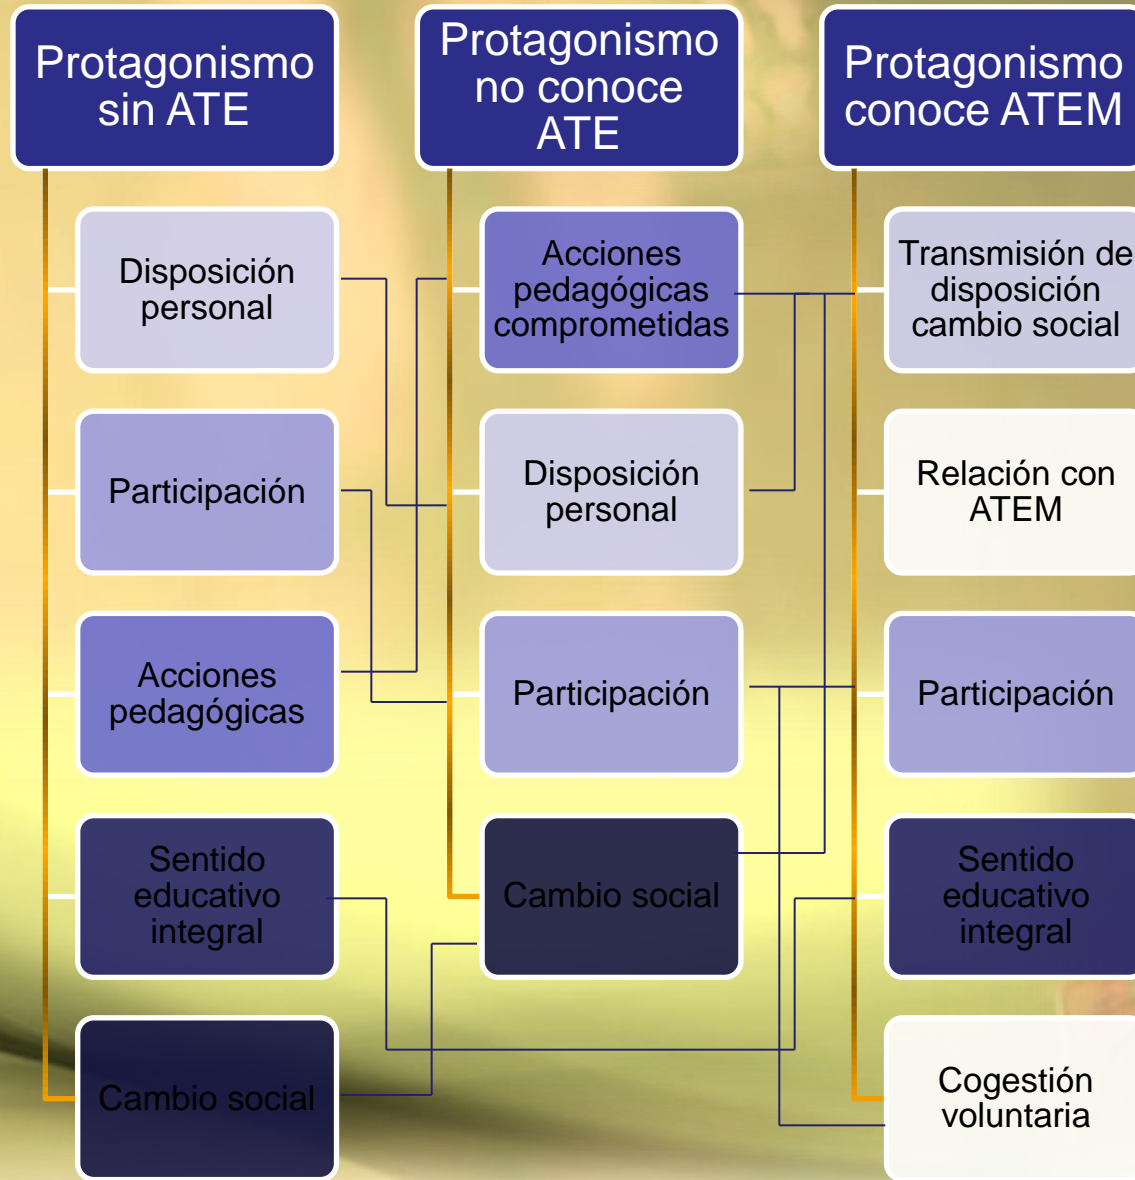 Protagonismo
sin ATE
Disposición
personal
Participación
Acciones
pedagógicas
Sentido
educativo
integral
Cambio social
Protagonismo
no conoce
ATE
Acciones
pedagógicas
comprometidas
Disposición
personal
Participación
Cambio social
Protagonismo
conoce ATEM
Transmisión de
disposición
cambio social
Relación con
ATEM
Participación
Sentido
educativo
integral
Cogestión
voluntaria